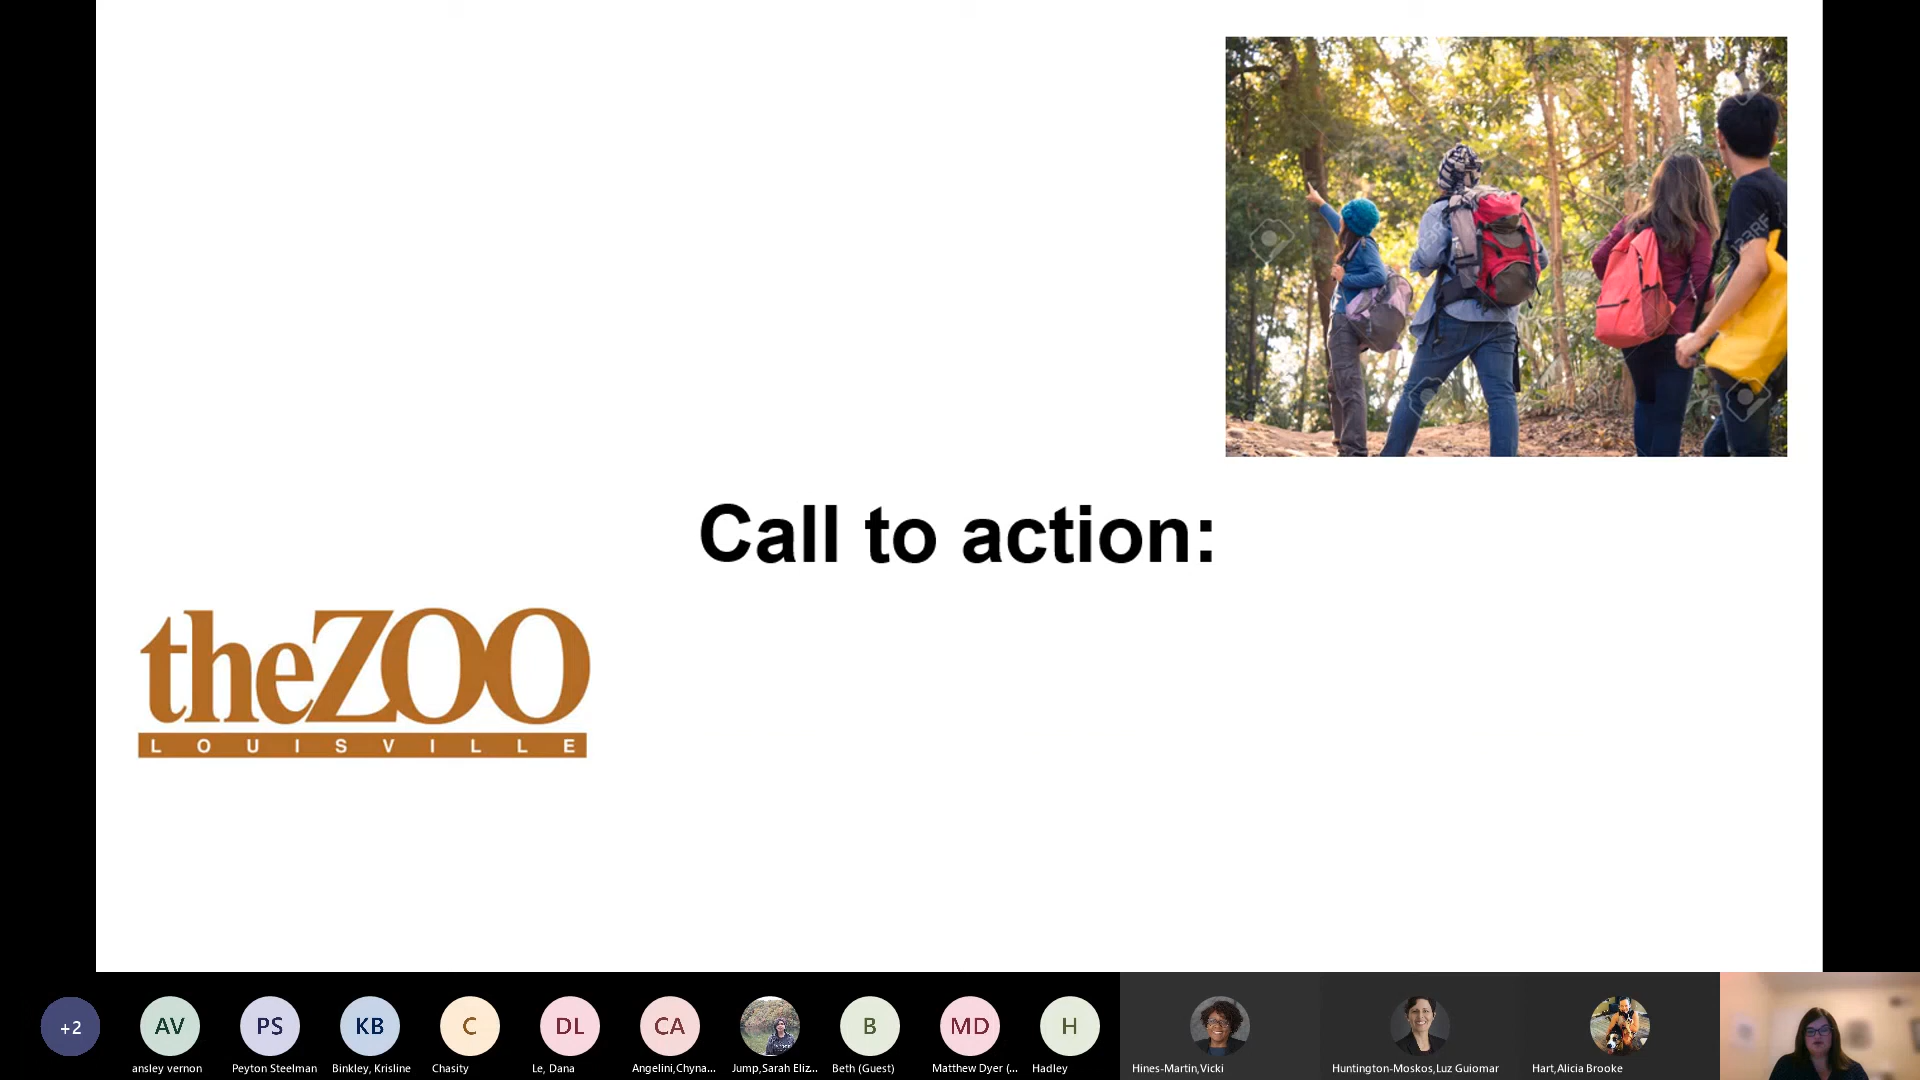 Call to action:
theZOO
LOUISVILLE
+2
AV
PS
KB
C
DL
CA
B
MD
H
ansley vernon
Peyton Steelman
Binkley, Krisline
Chasity
Le, Dana
Angelini,Chyna...
Jump,Sarah Eliz...
Beth (Guest)
Matthew Dyer (...
Hadley
Hines-Martin,Vicki
Huntington-Moskos,Luz Guiomar
Hart,Alicia Brooke